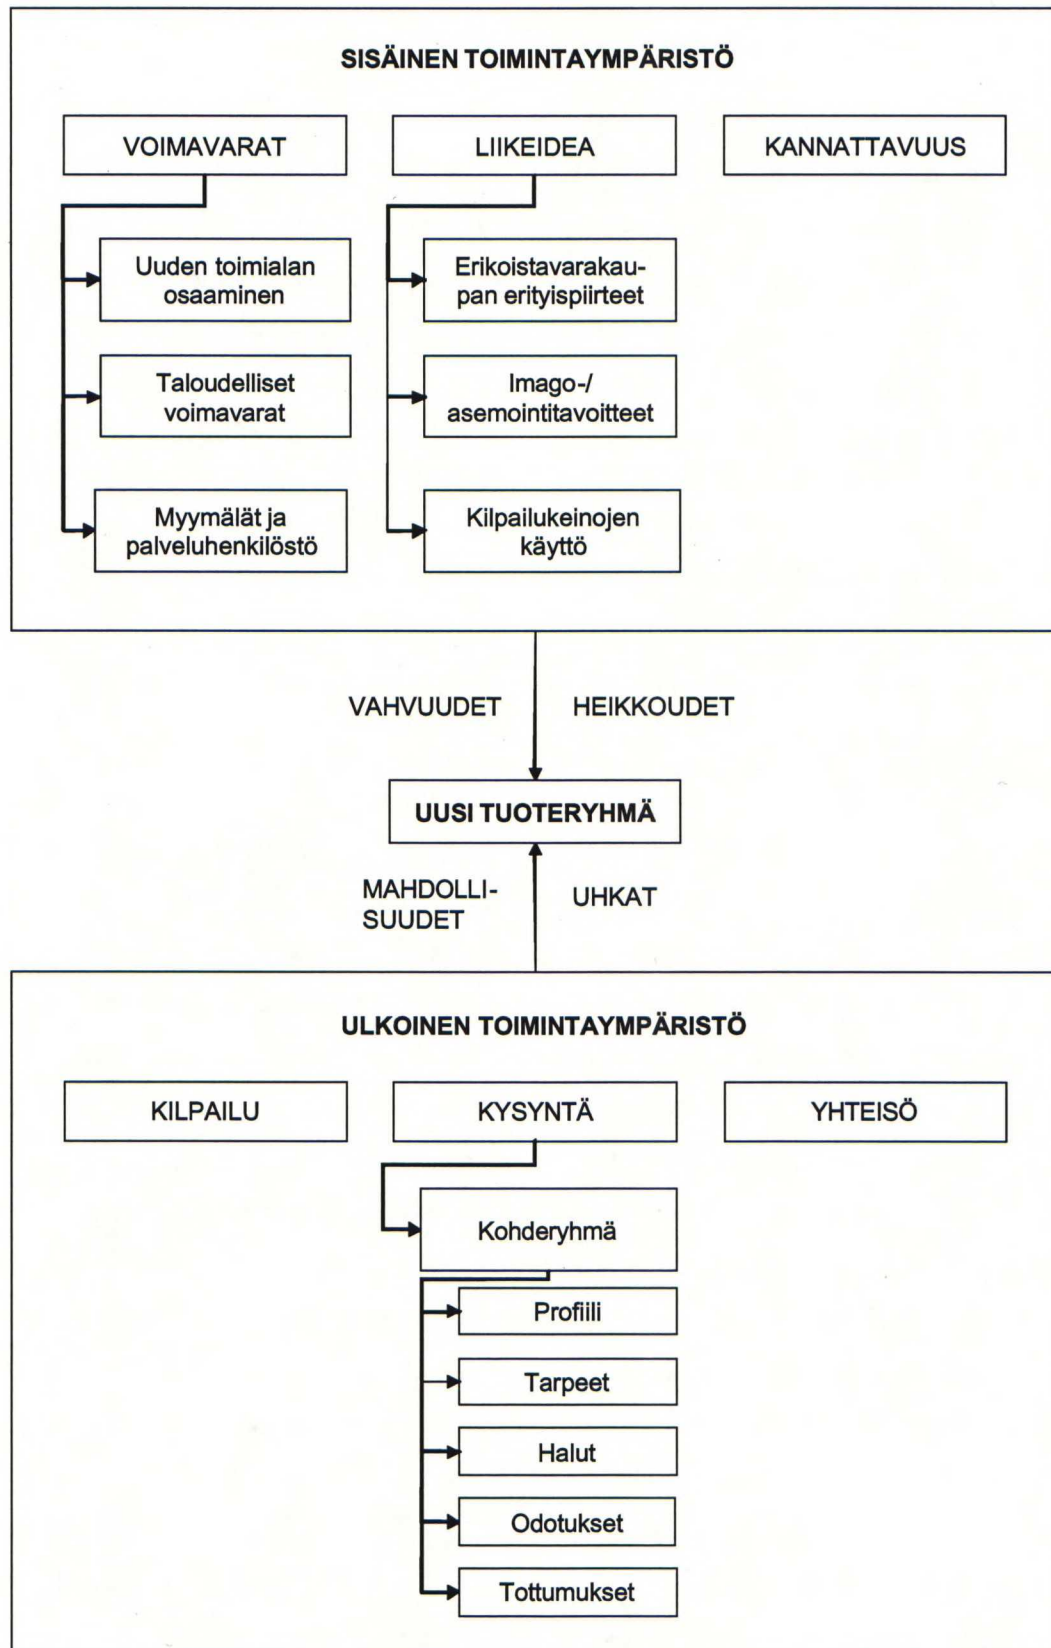 SISÄINEN TOIMINTAYMPÄRISTÖ
VOIMAVARAT
LIIKEIDEA
KANNATTAVUUS
Uuden toimialan
osaaminen
Erikoistavarakau-
pan erityispiirteet
Taloudelliset
voimavarat
Imago-/
asemointitavoitteet
Myymälät ja
palveluhenkilöstö
Kilpailukeinojen
käyttö
VAHVUUDET
HEIKKOUDET
UUSI TUOTERYHMÄ
MAHDOLLI-
SUUDET
UHKAT
ULKOINEN TOIMINTAYMPÄRISTÖ
KILPAILU
KYSYNTÄ
YHTEISÖ
Kohderyhmä
Profiili
Tarpeet
Halut
Odotukset
Tottumukset